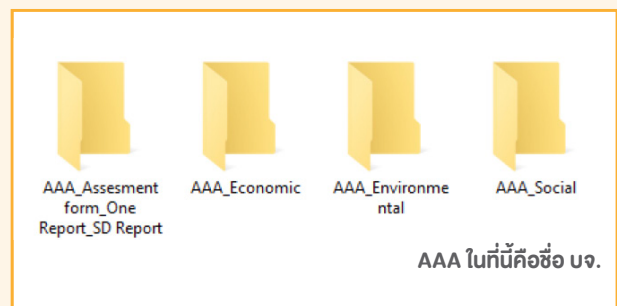 AAA_Assesment
form_One
Report_SD Report
AAA_Economic
AAA_Environme
ntal
AAA_Social
AAA ในที่นี้คือชื่อ บจ.